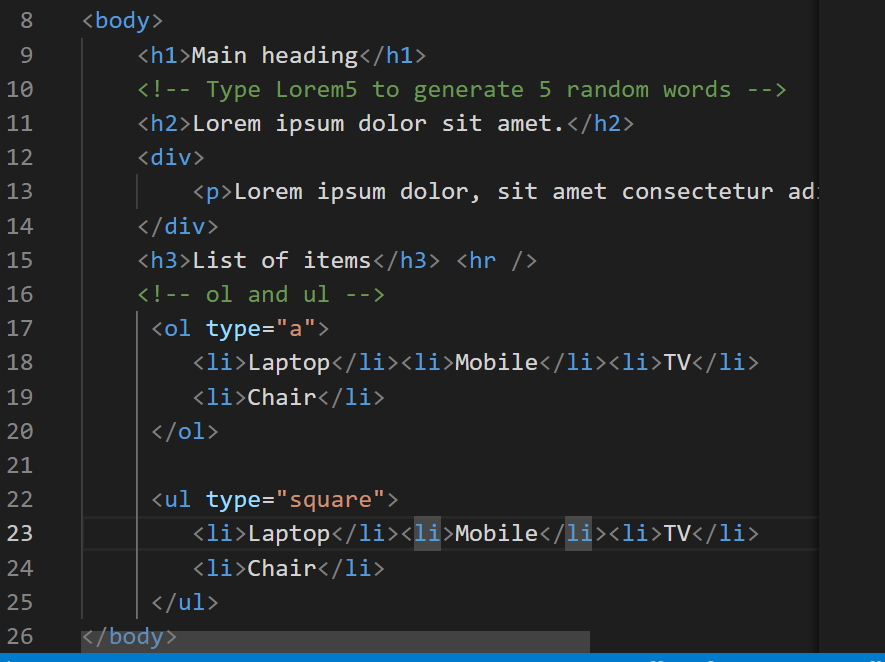 8 <body>
9 <h1>Main heading</h1>
10 <!-- Type Lorem5 to generate 5 random words -->
11 <h2>Lorem ipsum dolor sit amet.</h2>
12 <div>
13 <p>Lorem ipsum dolor, sit amet consectetur
14 </div>
15 <h3>List of items</h3> <hr />
16 <!-- ol and ul -->
17 <ol type="a">
18 <li>Laptop</li><li>Mobile</li><li>TV</li>
19 <li>Chair</li>
20 </ol>
21
22 <ul type="square">
23 <li>Laptop</li><li>Mobile</li><li>TV</li>
24 <li>Chair</li>
25 </ul>
26 </body>